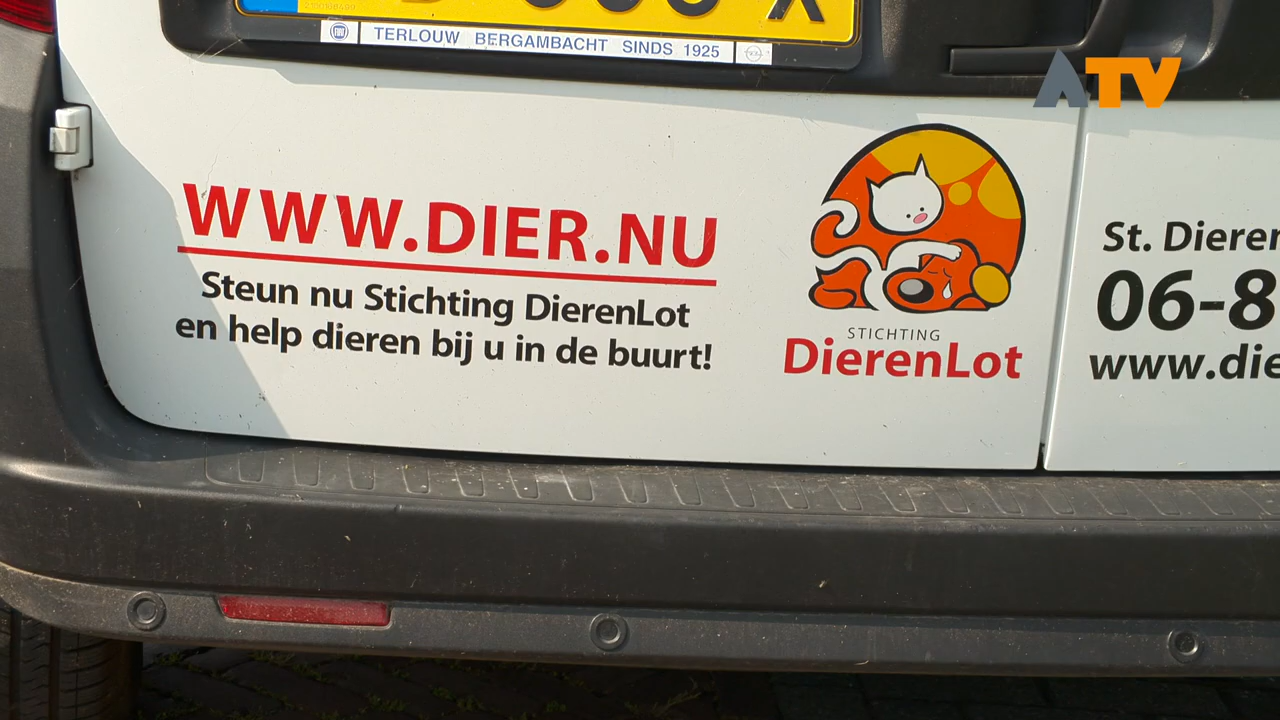 FIAT TERLOUW BERGAMBACHT SINDS 1925
ATV
WWW.DIER.NU
Steun nu Stichting DierenLot
en help dieren bij u in de buurt!
STICHTING
DierenLot
St. Dieren
06-8
www.die